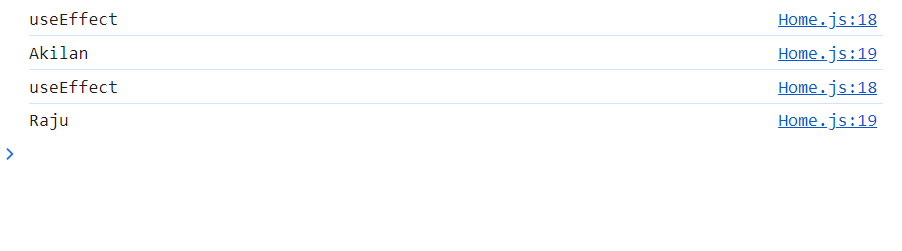 useEffect Home.js:18
Akilan Home.js:19
useEffect Home.js:18
Raju Home.js:19